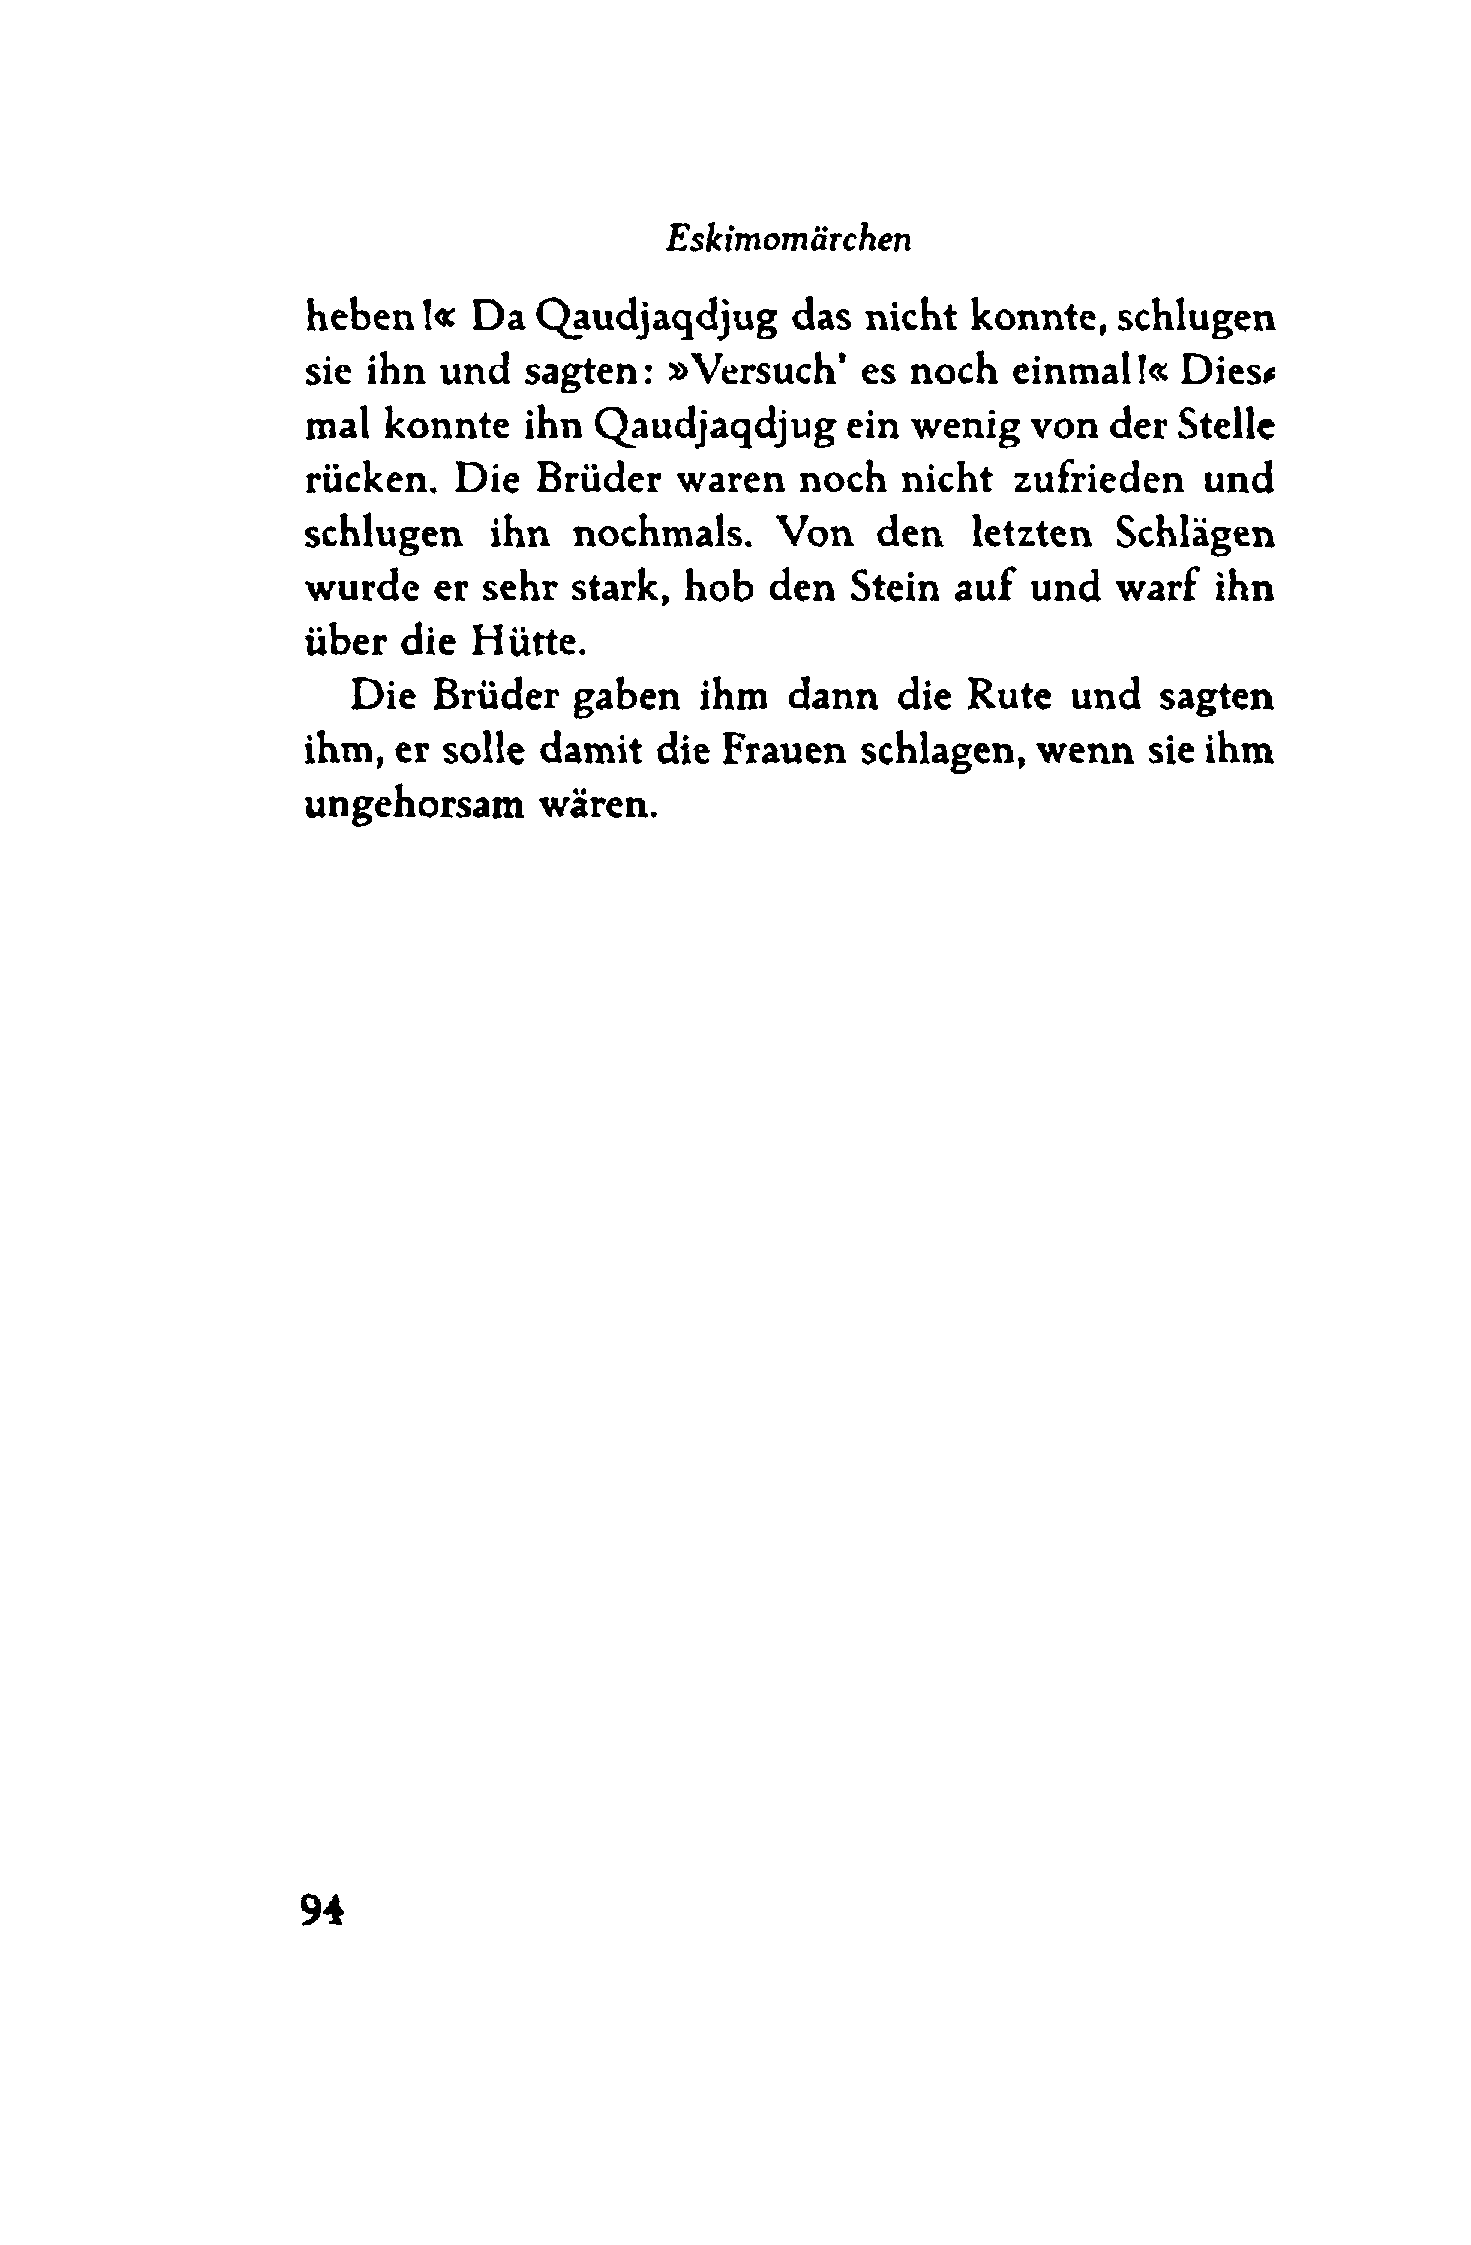 Eskimomärchen
heben!« Da Qaudjaqdjug das nicht konnte, schlugen
sie ihn und sagten: »Versuch' es noch einmal!« Dies-
mal konnte ihn Qaudjaqdjug ein wenig von der Stelle
rücken. Die Brüder waren noch nicht zufrieden und
schlugen ihn nochmals. Von den letzten Schlägen
wurde er sehr stark, hob den Stein auf und warf ihn
über die Hütte.
Die Brüder gaben ihm dann die Rute und sagten
ihm, er solle damit die Frauen schlagen, wenn sie ihm
ungehorsam wären.
94